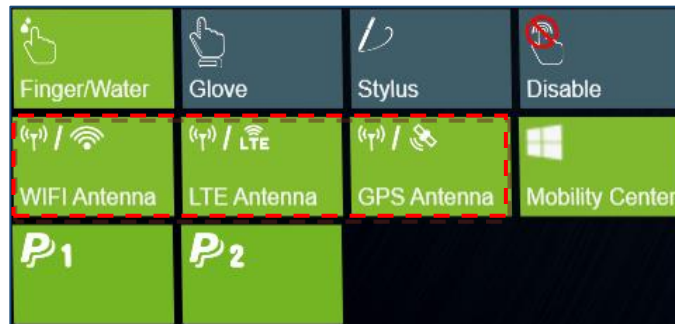 Finger/Water
Glove
Stylus
Disable
/
/ LTE
/
WIFI Antenna
LTE Antenna
GPS Antenna
Mobility Center
P1
P2